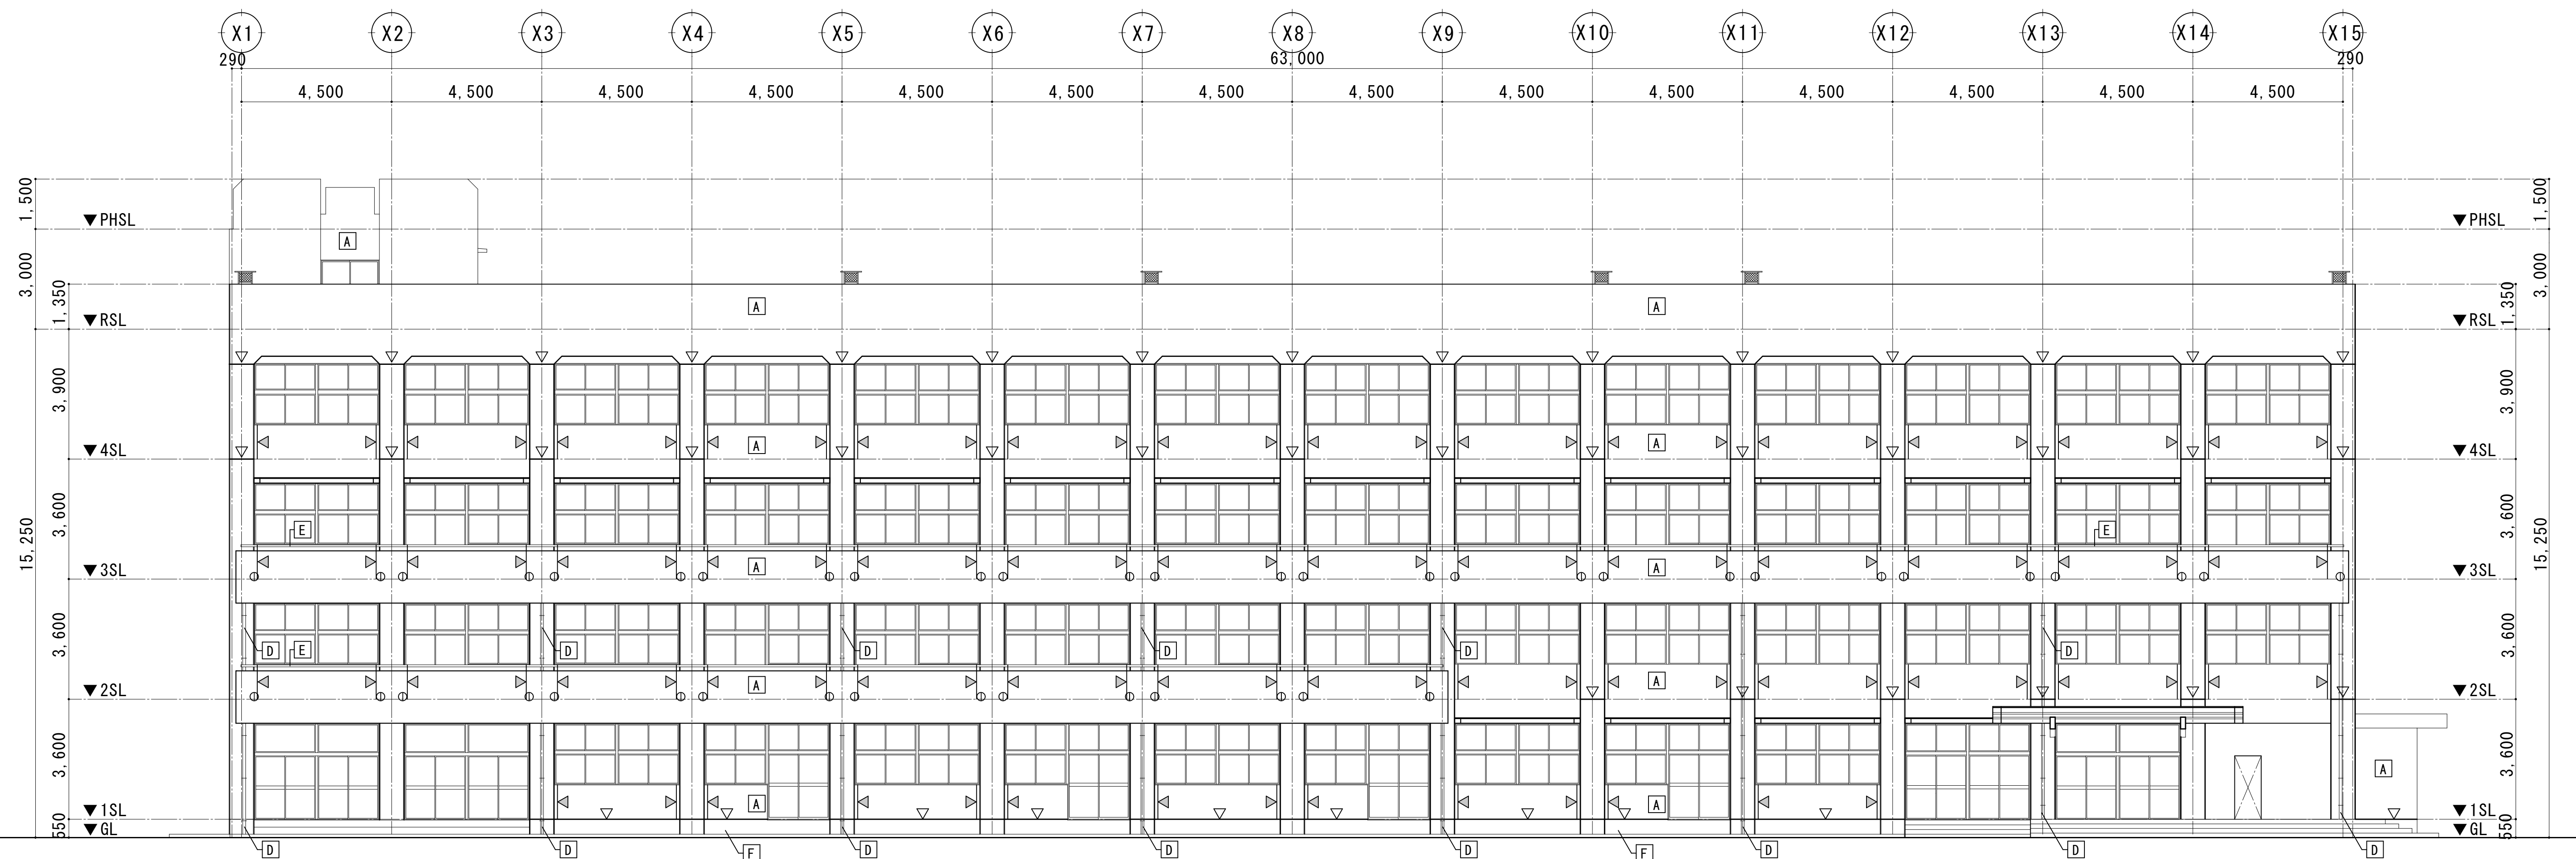 X1 X2 X3 X4 X5 X6 X7 X8 X9 X10 X11 X12 X13 X14 X15
290 63,000 290
4,500 4,500 4,500 4,500 4,500 4,500 4,500 4,500 4,500 4,500 4,500 4,500 4,500 4,500
1,500 1,500
▼PHSL ▼PHSL
A
3,000 3,000
1,350 A A 1,350
▼RSL ▼RSL
3,900 3,900
▼4SL A A ▼4SL
3,600 3,600
E E
15,250 15,250
▼3SL A A ▼3SL
3,600 3,600
D D D D D D
E
▼2SL A A ▼2SL
3,600 3,600
A
▼1SL A A ▼1SL
550 550
▼GL ▼GL
D D F D D D F D D D